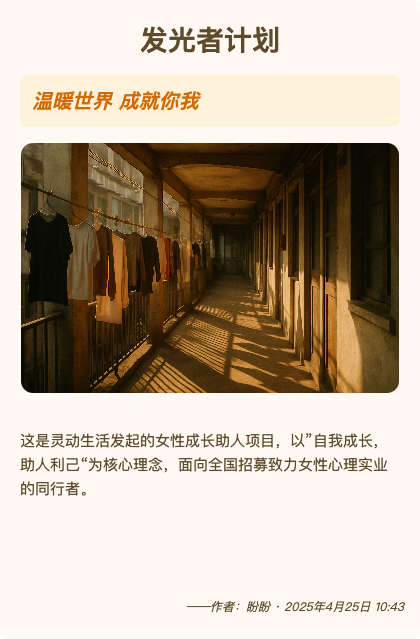 发光者计划
温暖世界 成就你我
这是灵动生活发起的女性成长助人项目，以”自我成长，
助人利己“为核心理念，面向全国招募致力女性心理实业
的同行者。
——作者：盼盼 · 2025年4月25日 10:43